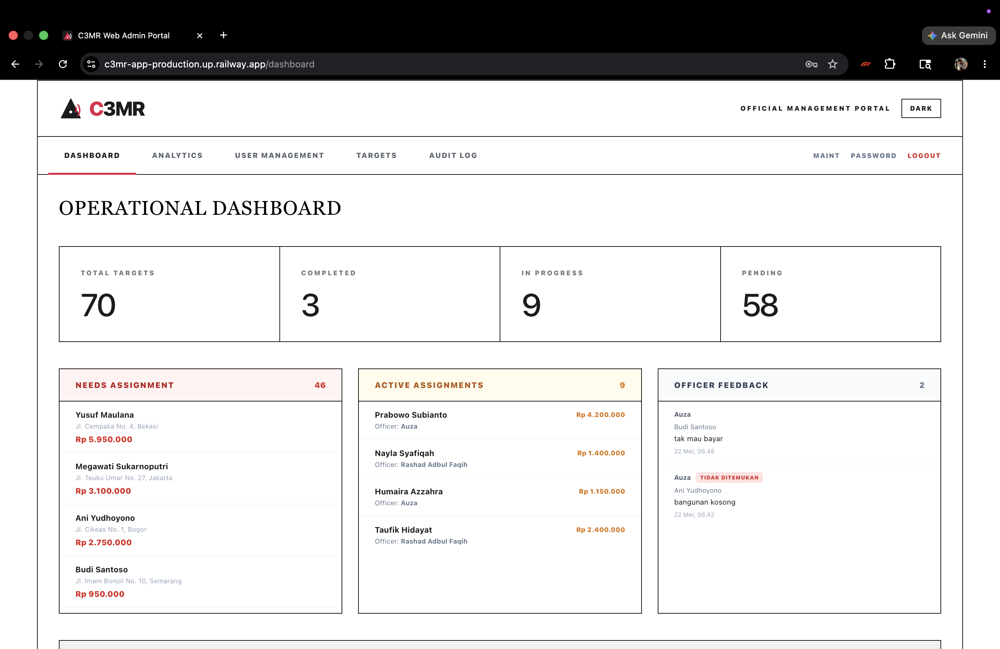 C3MR Web Admin Portal
Ask Gemini
c3mr-app-production.up.railway.app/dashboard
C3MR
OFFICIAL MANAGEMENT PORTAL
DARK
DASHBOARD
ANALYTICS
USER MANAGEMENT
TARGETS
AUDIT LOG
MAINT
PASSWORD
LOGOUT
OPERATIONAL DASHBOARD
TOTAL TARGETS
70
COMPLETED
3
IN PROGRESS
9
PENDING
58
NEEDS ASSIGNMENT 46
Yusuf Maulana
Jl. Cempaka No. 4, Bekasi
Rp 5.950.000
Megawati Sukarnoputri
Jl. Teuku Umar No. 27, Jakarta
Rp 3.100.000
Ani Yudhoyono
Jl. Cikeas No. 1, Bogor
Rp 2.750.000
Budi Santoso
Jl. Imam Bonjol No. 10, Semarang
Rp 950.000
ACTIVE ASSIGNMENTS 9
Prabowo Subianto Rp 4.200.000
Officer: Auza
Nayla Syafiqah Rp 1.400.000
Officer: Rashad Adbul Faqih
Humaira Azzahra Rp 1.150.000
Officer: Auza
Taufik Hidayat Rp 2.400.000
Officer: Rashad Adbul Faqih
OFFICER FEEDBACK 2
Auza
Budi Santoso
tak mau bayar
22 Mei, 06.48
Auza TIDAK DITEMUKAN
Ani Yudhoyono
bangunan kosong
22 Mei, 06.42